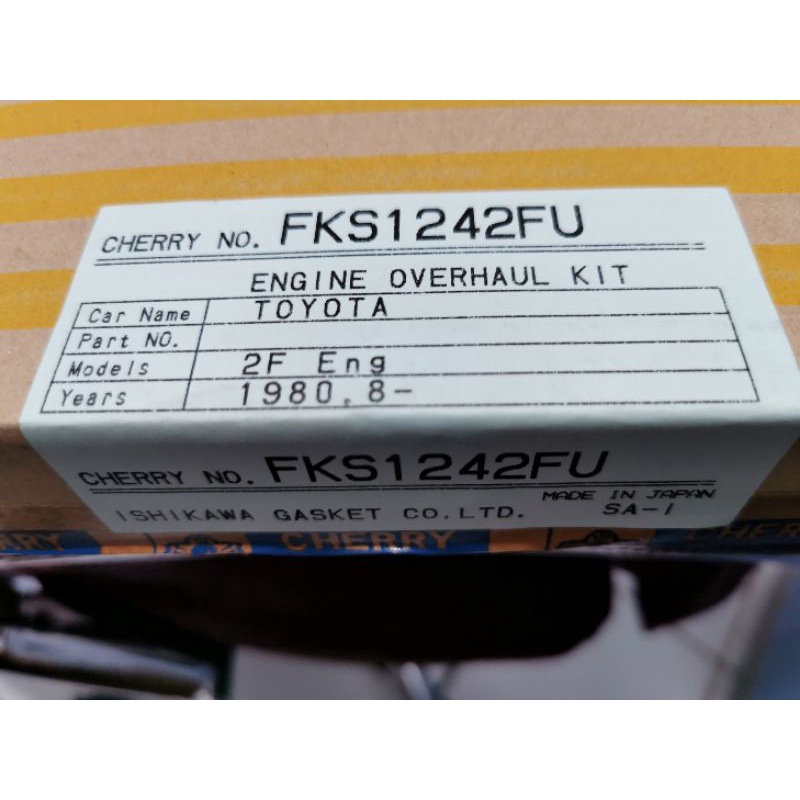 CHERRY NO. FKS1242FU
ENGINE OVERHAUL KIT
Car Name TOYOTA
Part NO.
Models 2F Eng
Years 1980.8-
CHERRY NO. FKS1242FU
MADE IN JAPAN
ISHIKAWA GASKET CO.,LTD. SA-1
CHERRY